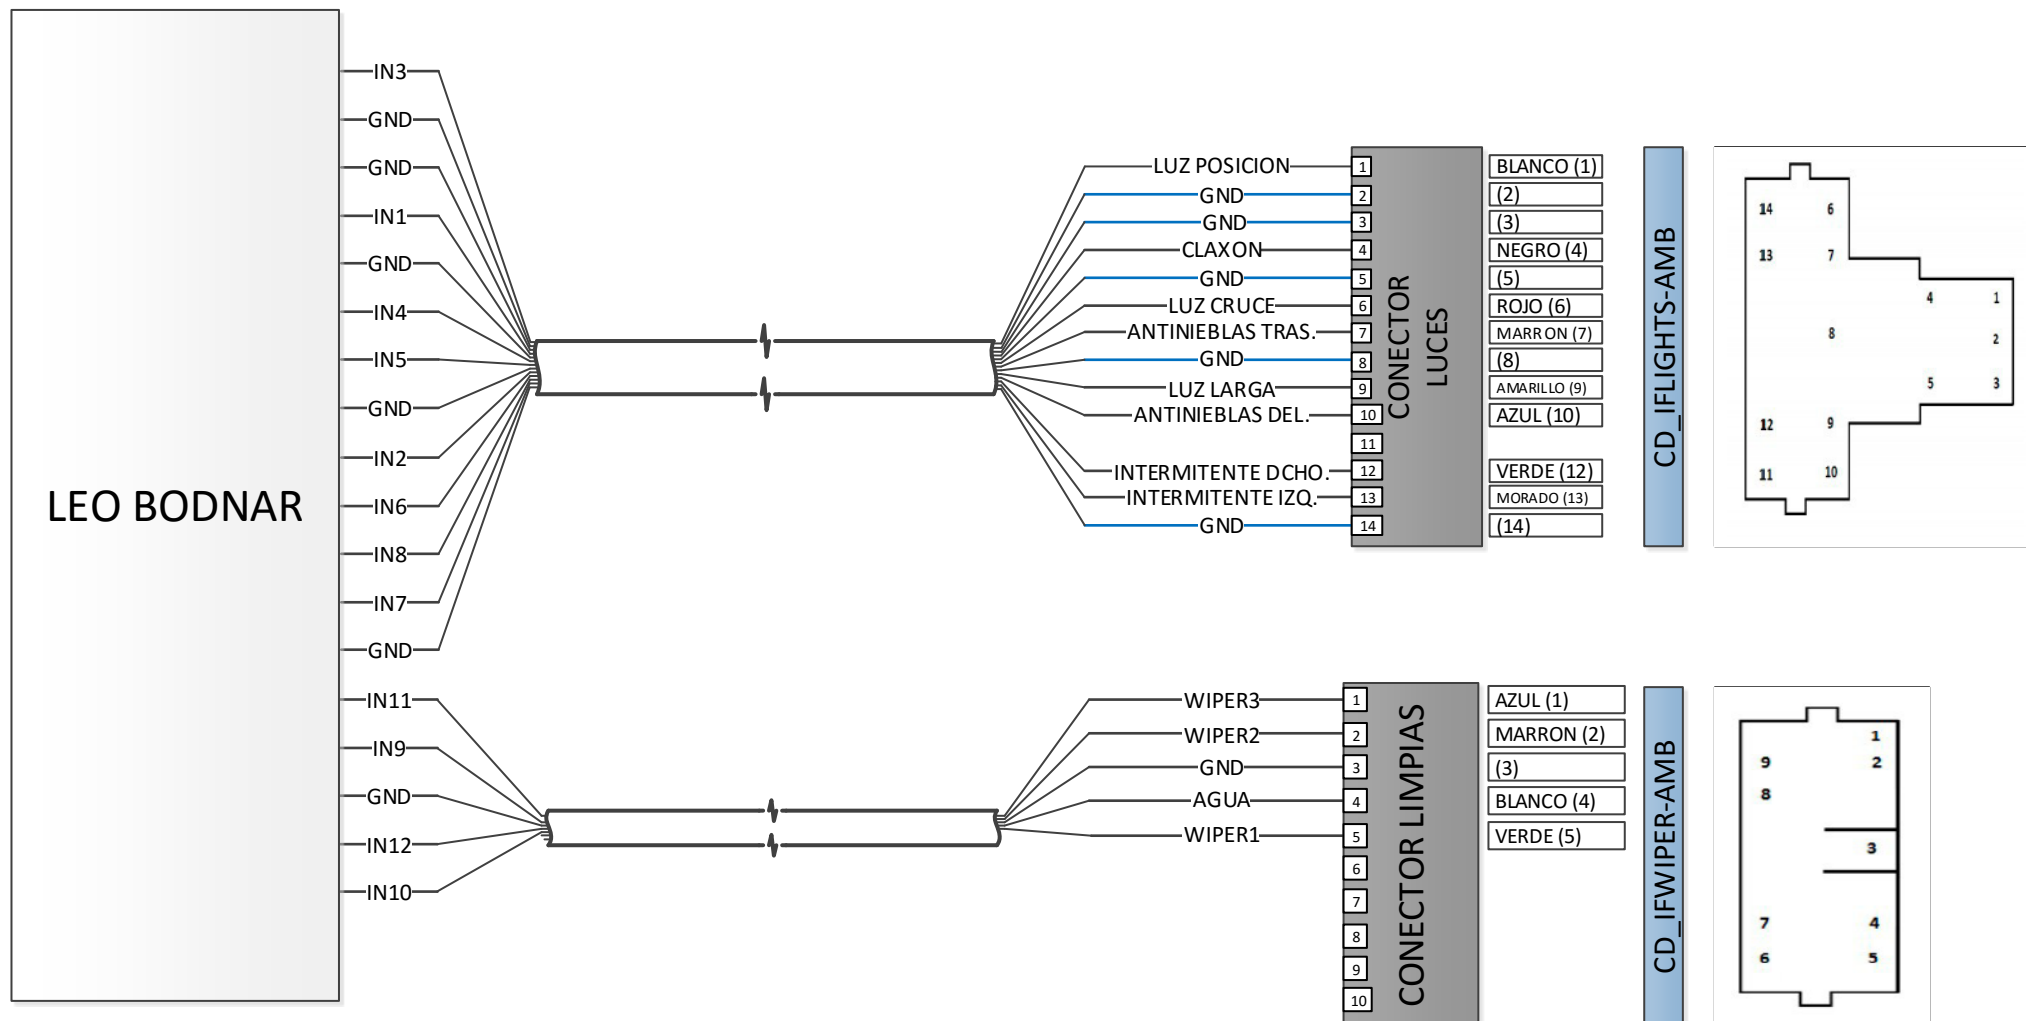 LEO BODNAR
IN3
GND
GND
IN1
GND
IN4
IN5
GND
IN2
IN6
IN8
IN7
GND
IN11
IN9
GND
IN12
IN10
LUZ POSICION 1 BLANCO (1)
GND 2 (2)
GND 3 (3)
CLAXON 4 NEGRO (4)
GND 5 (5)
LUZ CRUCE 6 ROJO (6)
ANTINIEBLAS TRAS. 7 MARRON (7)
GND 8 (8)
LUZ LARGA 9 AMARILLO (9)
ANTINIEBLAS DEL. 10 AZUL (10)
11
INTERMITENTE DCHO. 12 VERDE (12)
INTERMITENTE IZQ. 13 MORADO (13)
GND 14 (14)
CONECTOR
LUCES
CD_IFLIGHTS-AMB
14 6
13 7
4 1
8 2
5 3
12 9
11 10
WIPER3 1 AZUL (1)
WIPER2 2 MARRON (2)
GND 3 (3)
AGUA 4 BLANCO (4)
WIPER1 5 VERDE (5)
6
7
8
9
10
CONECTOR LIMPIAS
CD_IFWIPER-AMB
1
9 2
8
3
7 4
6 5